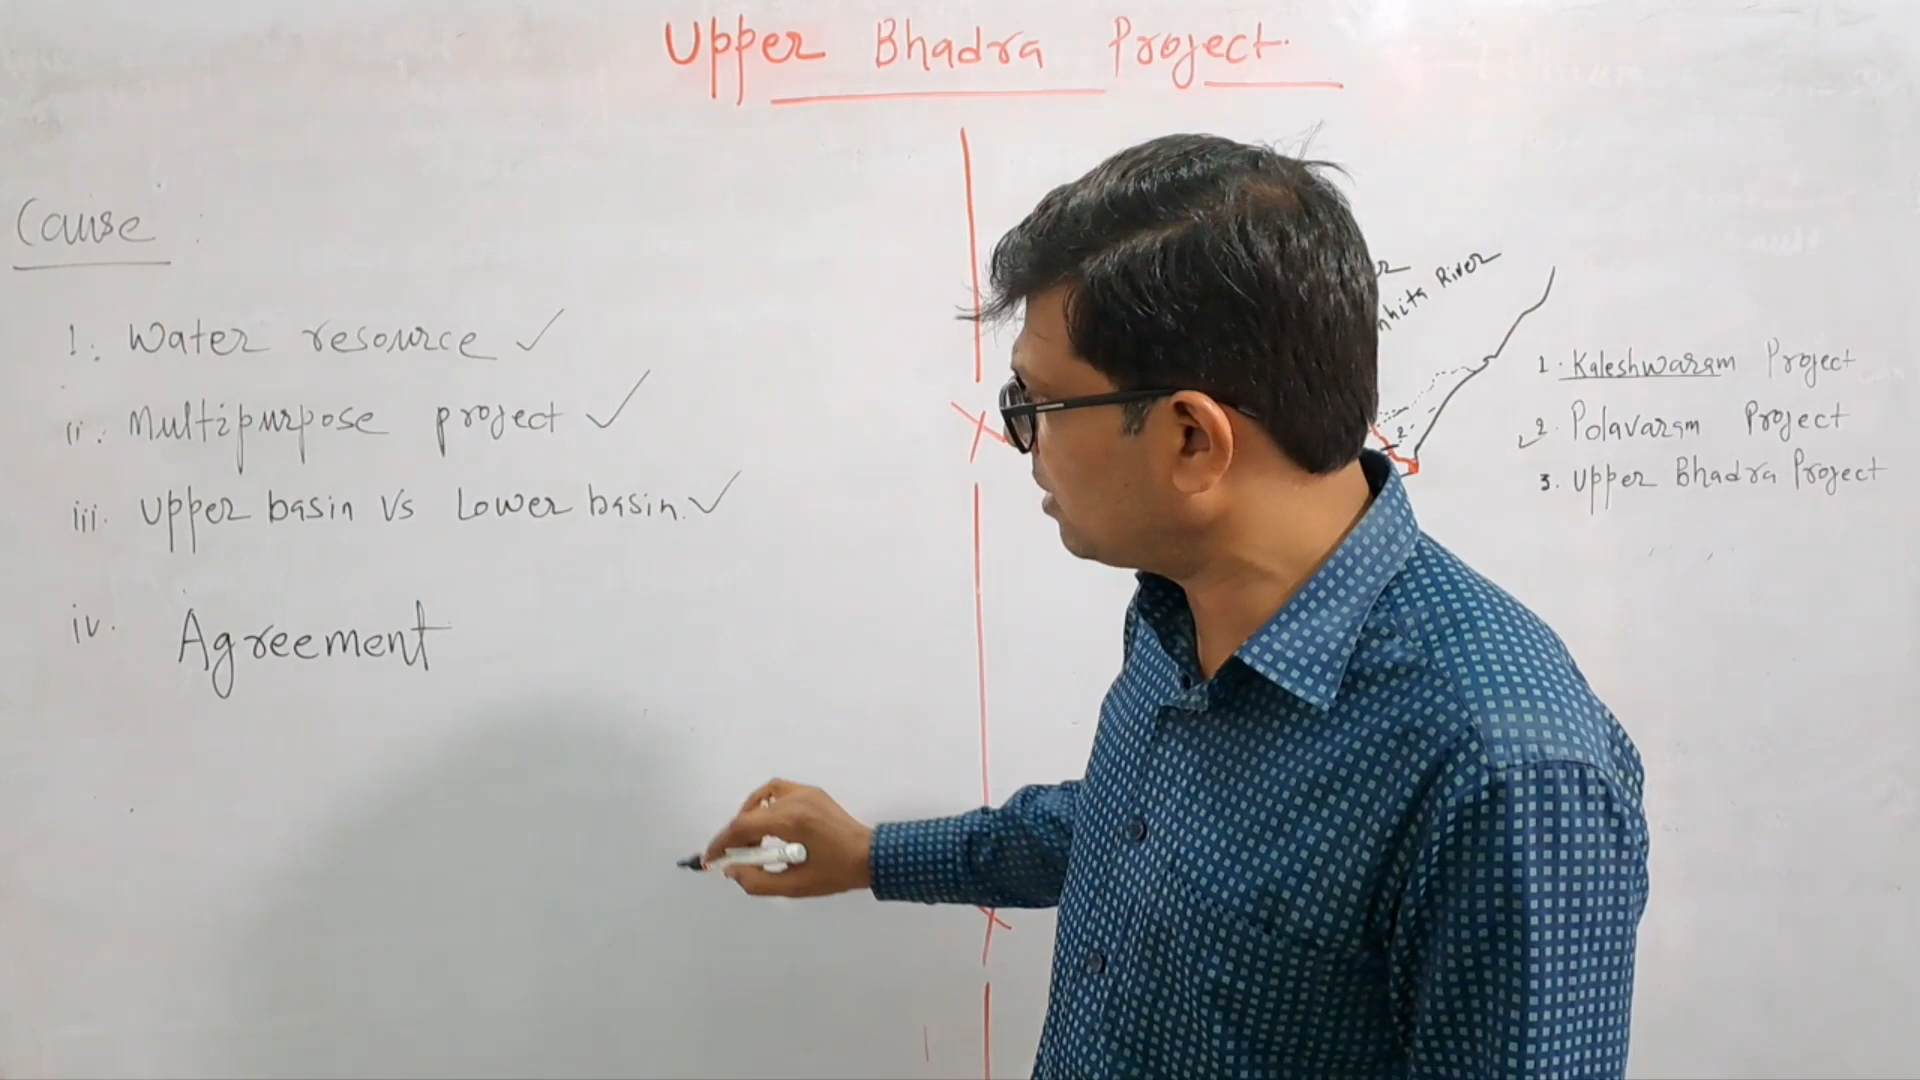 Upper Bhadra Project
Cause :
i. Water resource ✓
ii. Multipurpose project ✓
iii. Upper basin Vs Lower basin. ✓
iv. Agreement
River
1. Kaleshwaram Project
2. Polavaram Project
3. Upper Bhadra Project
2